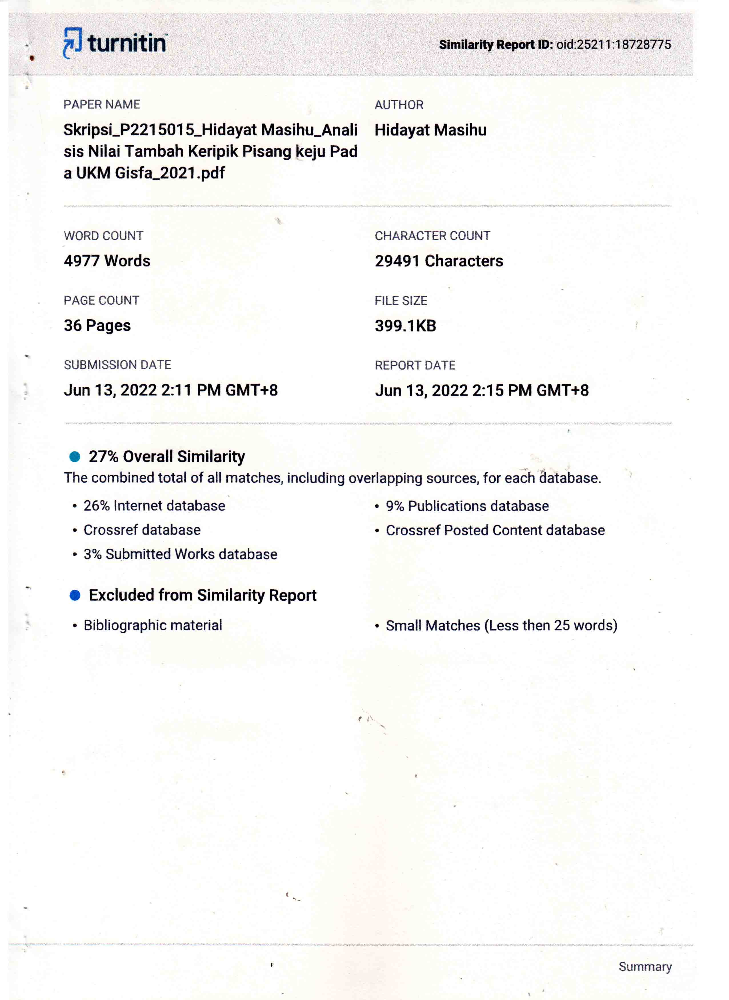 turnitin™
Similarity Report ID: oid:25211:18728775
PAPER NAME
Skripsi_P2215015_Hidayat Masihu_Anali
sis Nilai Tambah Keripik Pisang keju Pad
a UKM Gisfa_2021.pdf
AUTHOR
Hidayat Masihu
WORD COUNT
4977 Words
CHARACTER COUNT
29491 Characters
PAGE COUNT
36 Pages
FILE SIZE
399.1KB
SUBMISSION DATE
Jun 13, 2022 2:11 PM GMT+8
REPORT DATE
Jun 13, 2022 2:15 PM GMT+8
● 27% Overall Similarity
The combined total of all matches, including overlapping sources, for each database.
• 26% Internet database
• 9% Publications database
• Crossref database
• Crossref Posted Content database
• 3% Submitted Works database
● Excluded from Similarity Report
• Bibliographic material
• Small Matches (Less then 25 words)
Summary